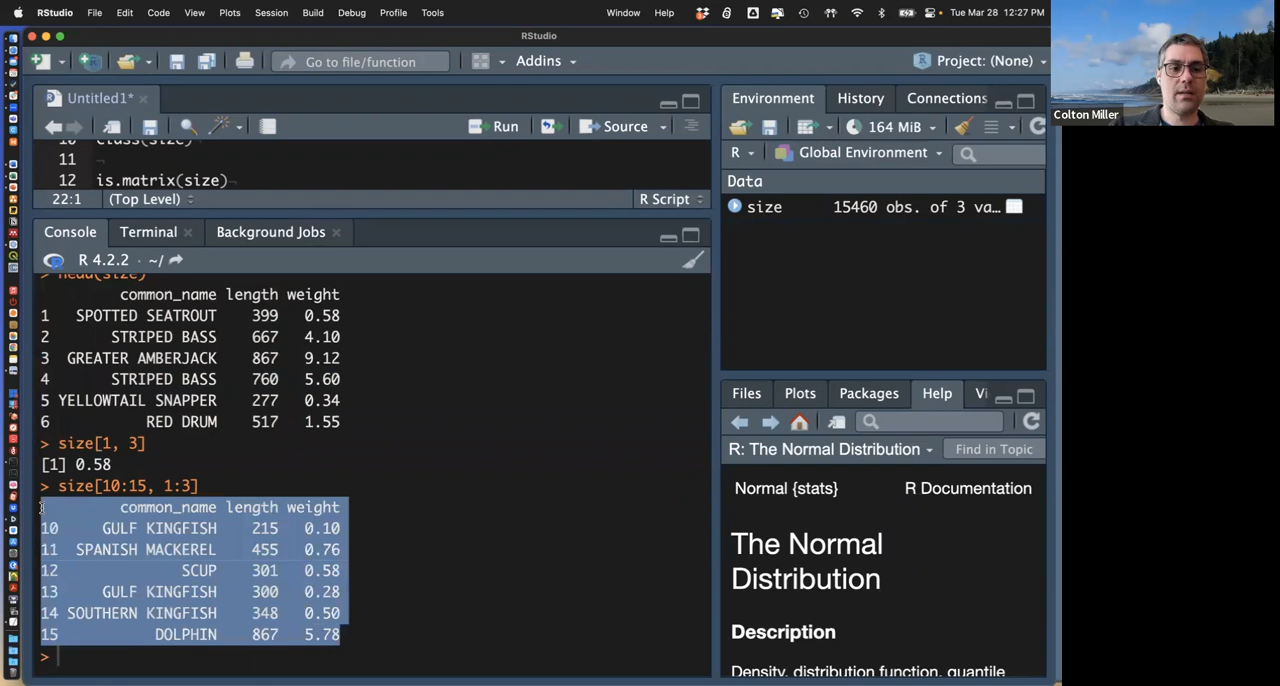 RStudio File Edit Code View Plots Session Build Debug Profile Tools Window Help Tue Mar 28 12:27 PM
RStudio
Go to file/function Addins Project: (None)
Untitled1*
Run Source
10 class(size)
11
12 is.matrix(size)
22:1 (Top Level) R Script
Console Terminal Background Jobs
R 4.2.2 · ~/
> head(size)
common_name length weight
1 SPOTTED SEATROUT 399 0.58
2 STRIPED BASS 667 4.10
3 GREATER AMBERJACK 867 9.12
4 STRIPED BASS 760 5.60
5 YELLOWTAIL SNAPPER 277 0.34
6 RED DRUM 517 1.55
> size[1, 3]
[1] 0.58
> size[10:15, 1:3]
common_name length weight
10 GULF KINGFISH 215 0.10
11 SPANISH MACKEREL 455 0.76
12 SCUP 301 0.58
13 GULF KINGFISH 300 0.28
14 SOUTHERN KINGFISH 348 0.50
15 DOLPHIN 867 5.78
>
Environment History Connections
164 MiB
R Global Environment
Data
size 15460 obs. of 3 va…
Files Plots Packages Help Vi
R: The Normal Distribution Find in Topic
Normal {stats} R Documentation
The Normal
Distribution
Description
Density, distribution function, quantile
Colton Miller